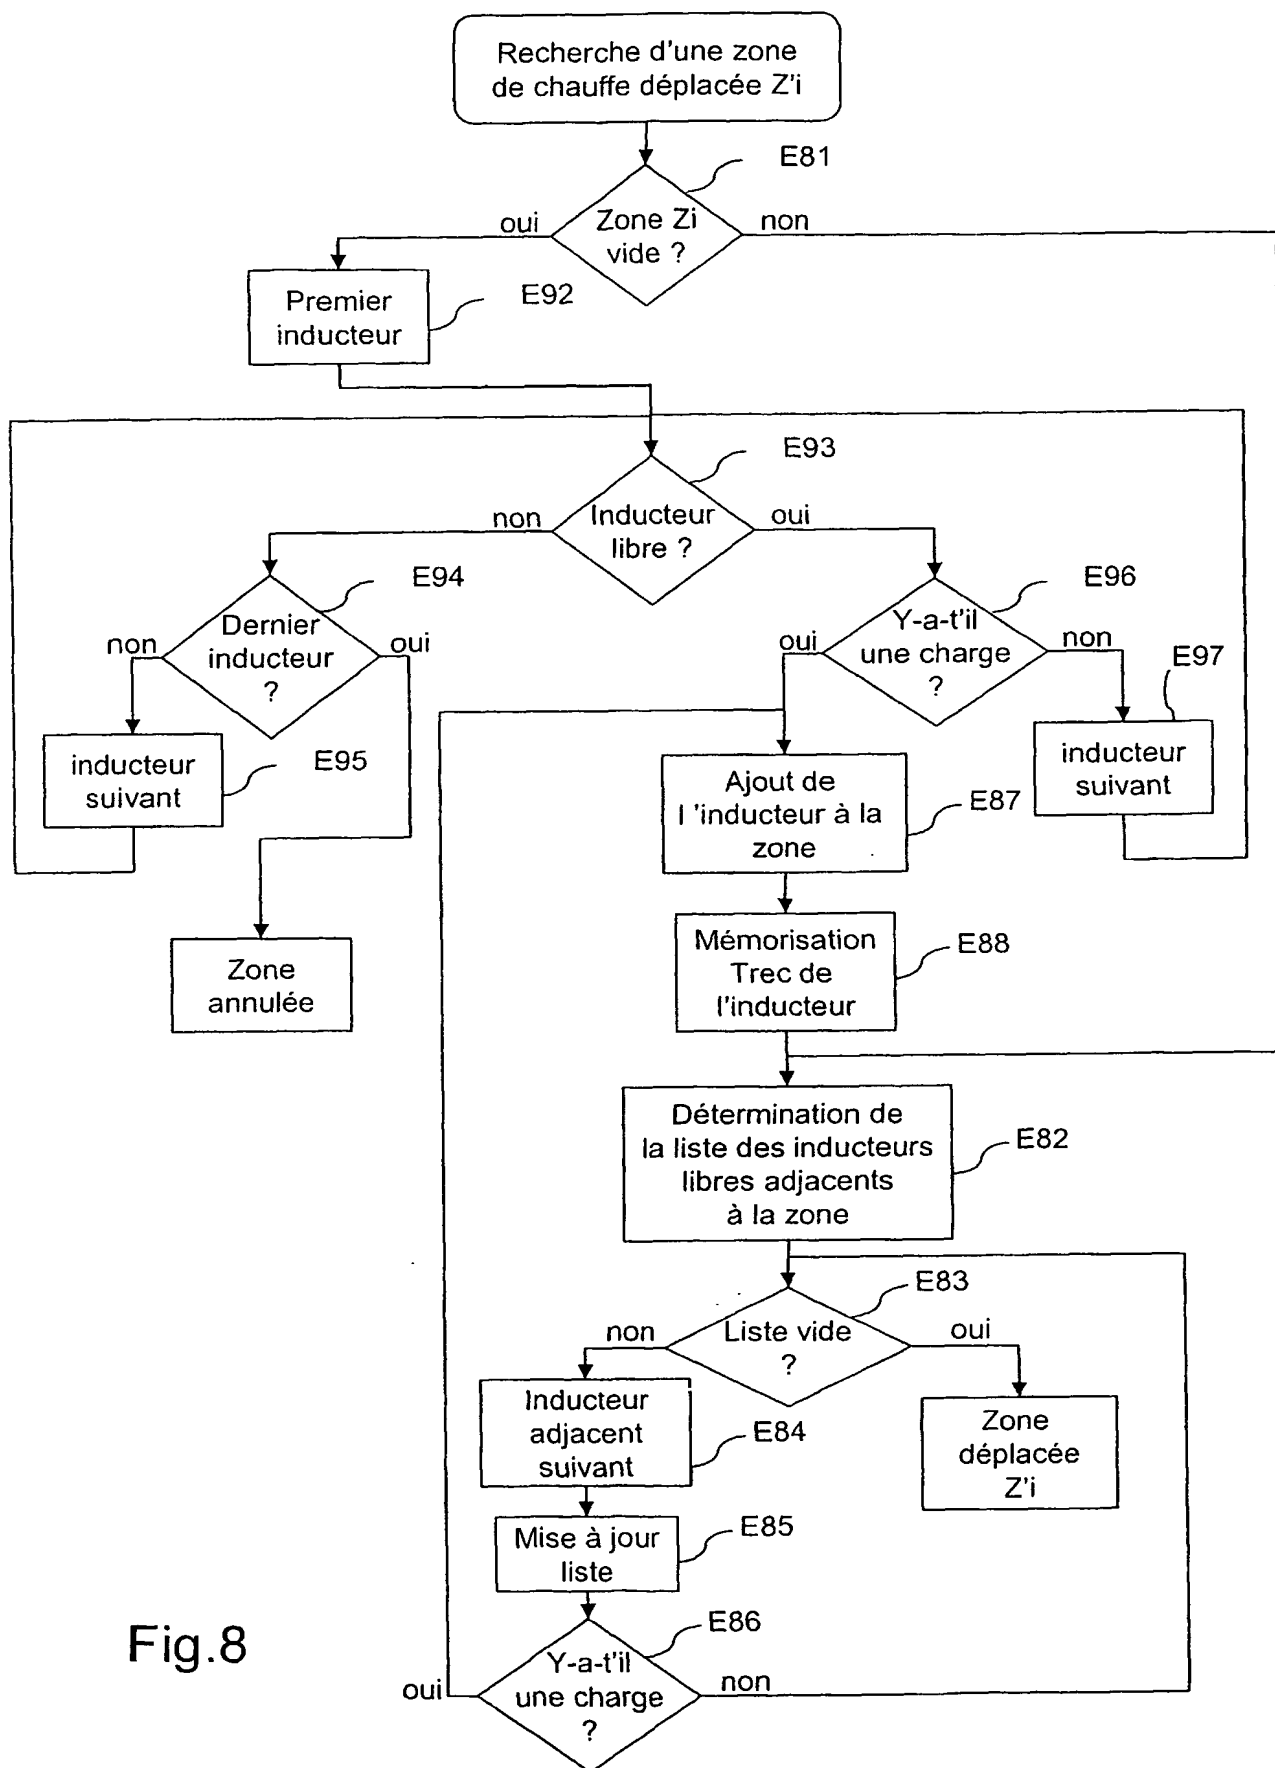 Recherche d'une zone
de chauffe déplacée Z'i
E81
Zone Zi
vide ?
oui
non
Premier
inducteur
E92
E93
Inducteur
libre ?
non
oui
E94
Dernier
inducteur
?
non
oui
E96
Y-a-t'il
une charge
?
oui
non
E97
inducteur
suivant
E95
inducteur
suivant
Ajout de
l 'inducteur à la
zone
E87
Zone
annulée
Mémorisation
Trec de
l'inducteur
E88
Détermination de
la liste des inducteurs
libres adjacents
à la zone
E82
E83
Liste vide
?
non
oui
Inducteur
adjacent
suivant
E84
Zone
déplacée
Z'i
Mise à jour
liste
E85
E86
Y-a-t'il
une charge
?
oui
non
Fig.8